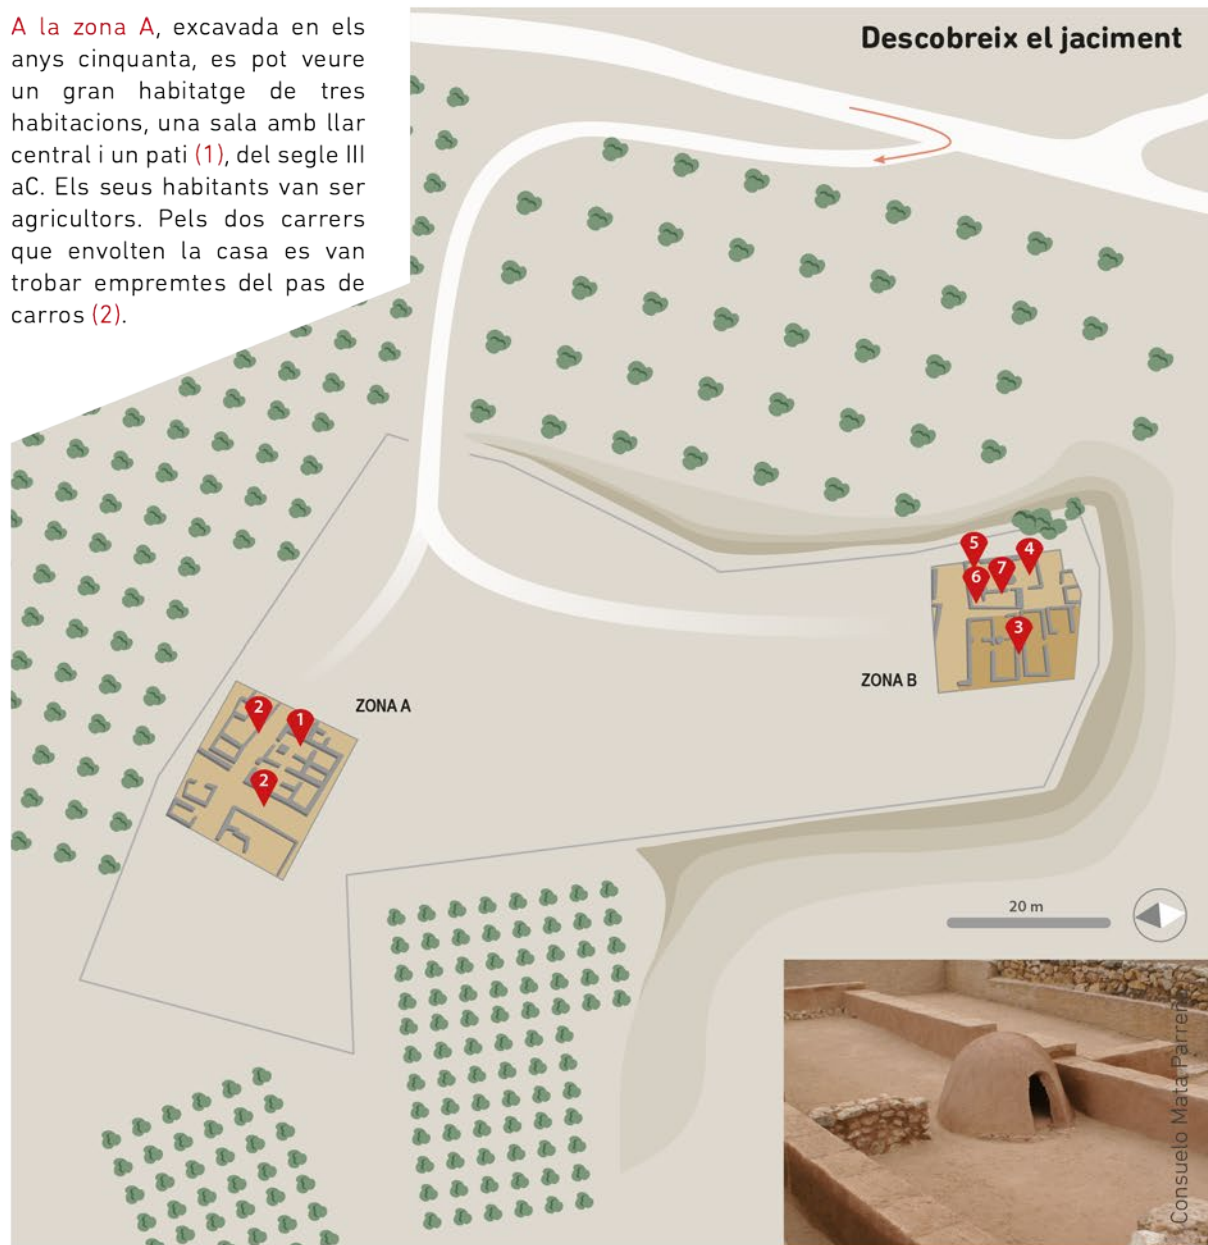 A la zona A, excavada en els
anys cinquanta, es pot veure
un gran habitatge de tres
habitacions, una sala amb llar
central i un pati (1), del segle III
aC. Els seus habitants van ser
agricultors. Pels dos carrers
que envolten la casa es van
trobar empremtes del pas de
carros (2).
Descobreix el jaciment
5
4
7
6
3
ZONA B
2
1
ZONA A
2
20 m
Consuelo Mata Parreño